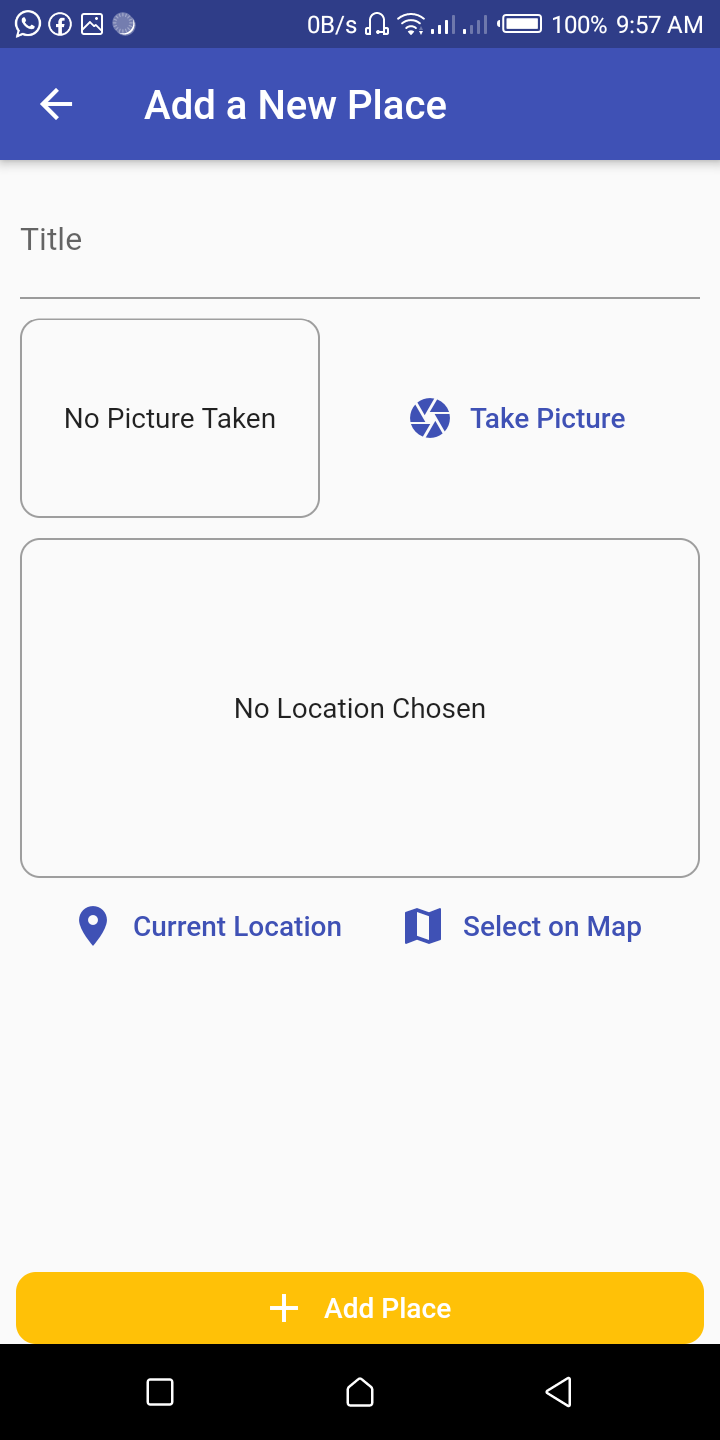 0B/s 100% 9:57 AM
Add a New Place
Title
No Picture Taken
Take Picture
No Location Chosen
Current Location
Select on Map
Add Place